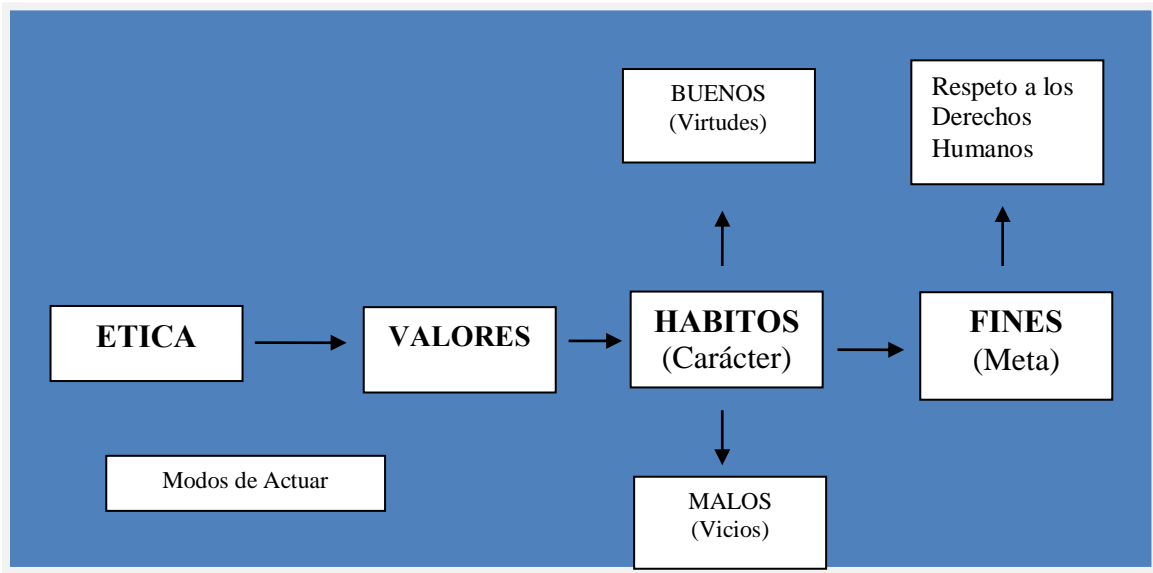 BUENOS
(Virtudes)
Respeto a los
Derechos
Humanos
ETICA
VALORES
HABITOS
(Carácter)
FINES
(Meta)
Modos de Actuar
MALOS
(Vicios)